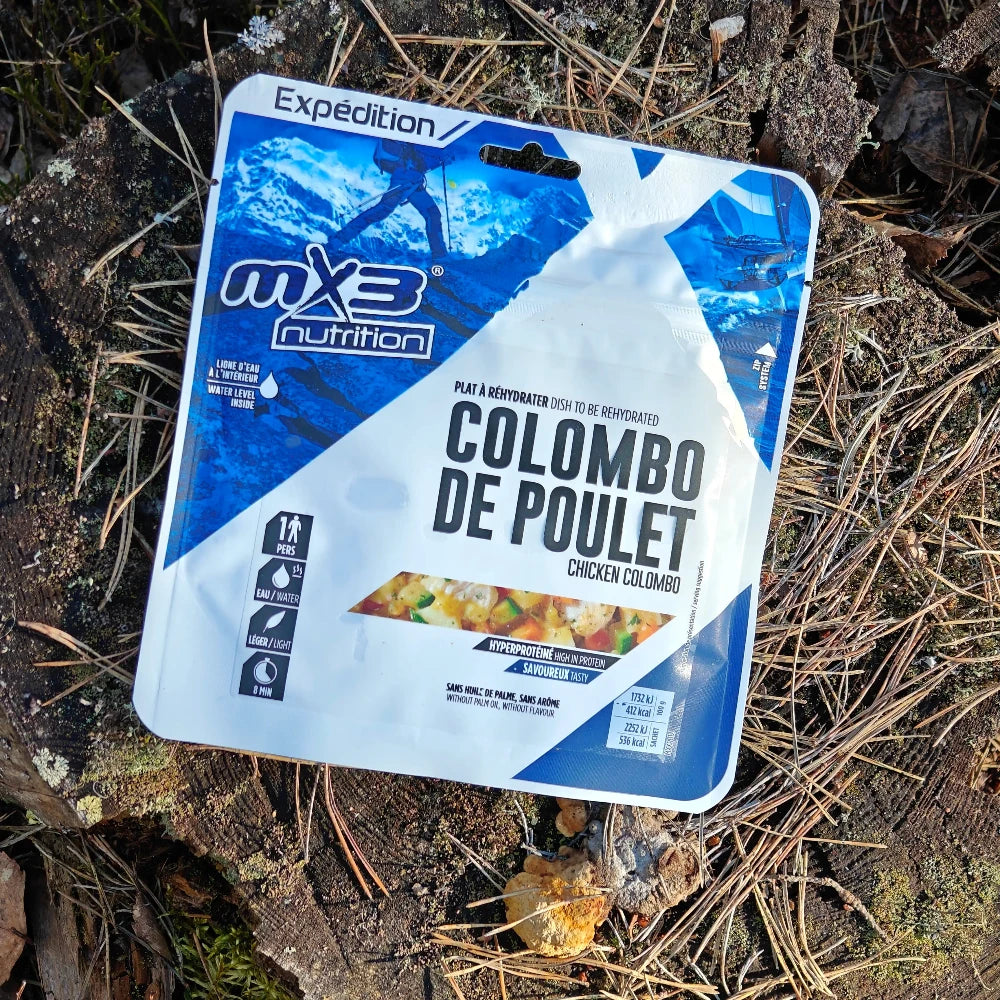 Expédition
mX3®
nutrition
LIGNE D'EAU
À L'INTÉRIEUR
WATER LEVEL
INSIDE
ZIP
SYSTEM
PLAT À RÉHYDRATER DISH TO BE REHYDRATED
COLOMBO
DE POULET
CHICKEN COLOMBO
1
PERS
EAU / WATER
LÉGER / LIGHT
8 MIN
HYPERPROTÉINÉ HIGH IN PROTEIN
SAVOUREUX TASTY
SANS HUILE DE PALME, SANS ARÔME
WITHOUT PALM OIL, WITHOUT FLAVOUR
1732 kJ
412 kcal
100 g
2252 kJ
536 kcal
SACHET